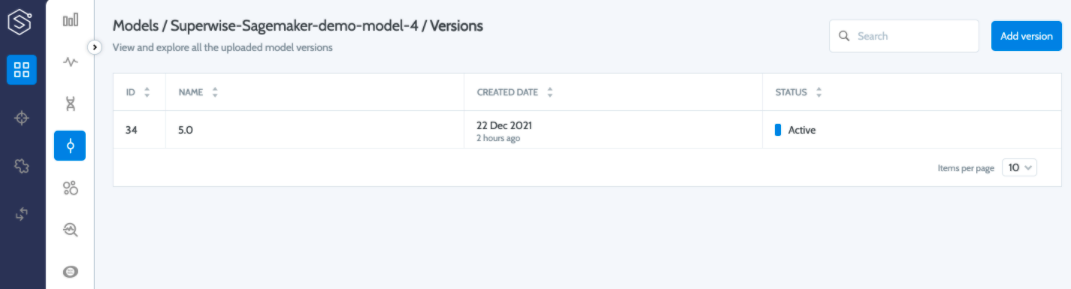 Models / Superwise-Sagemaker-demo-model-4 / Versions
View and explore all the uploaded model versions
Search
Add version
ID NAME CREATED DATE STATUS
34 5.0 22 Dec 2021 Active
2 hours ago
Items per page 10